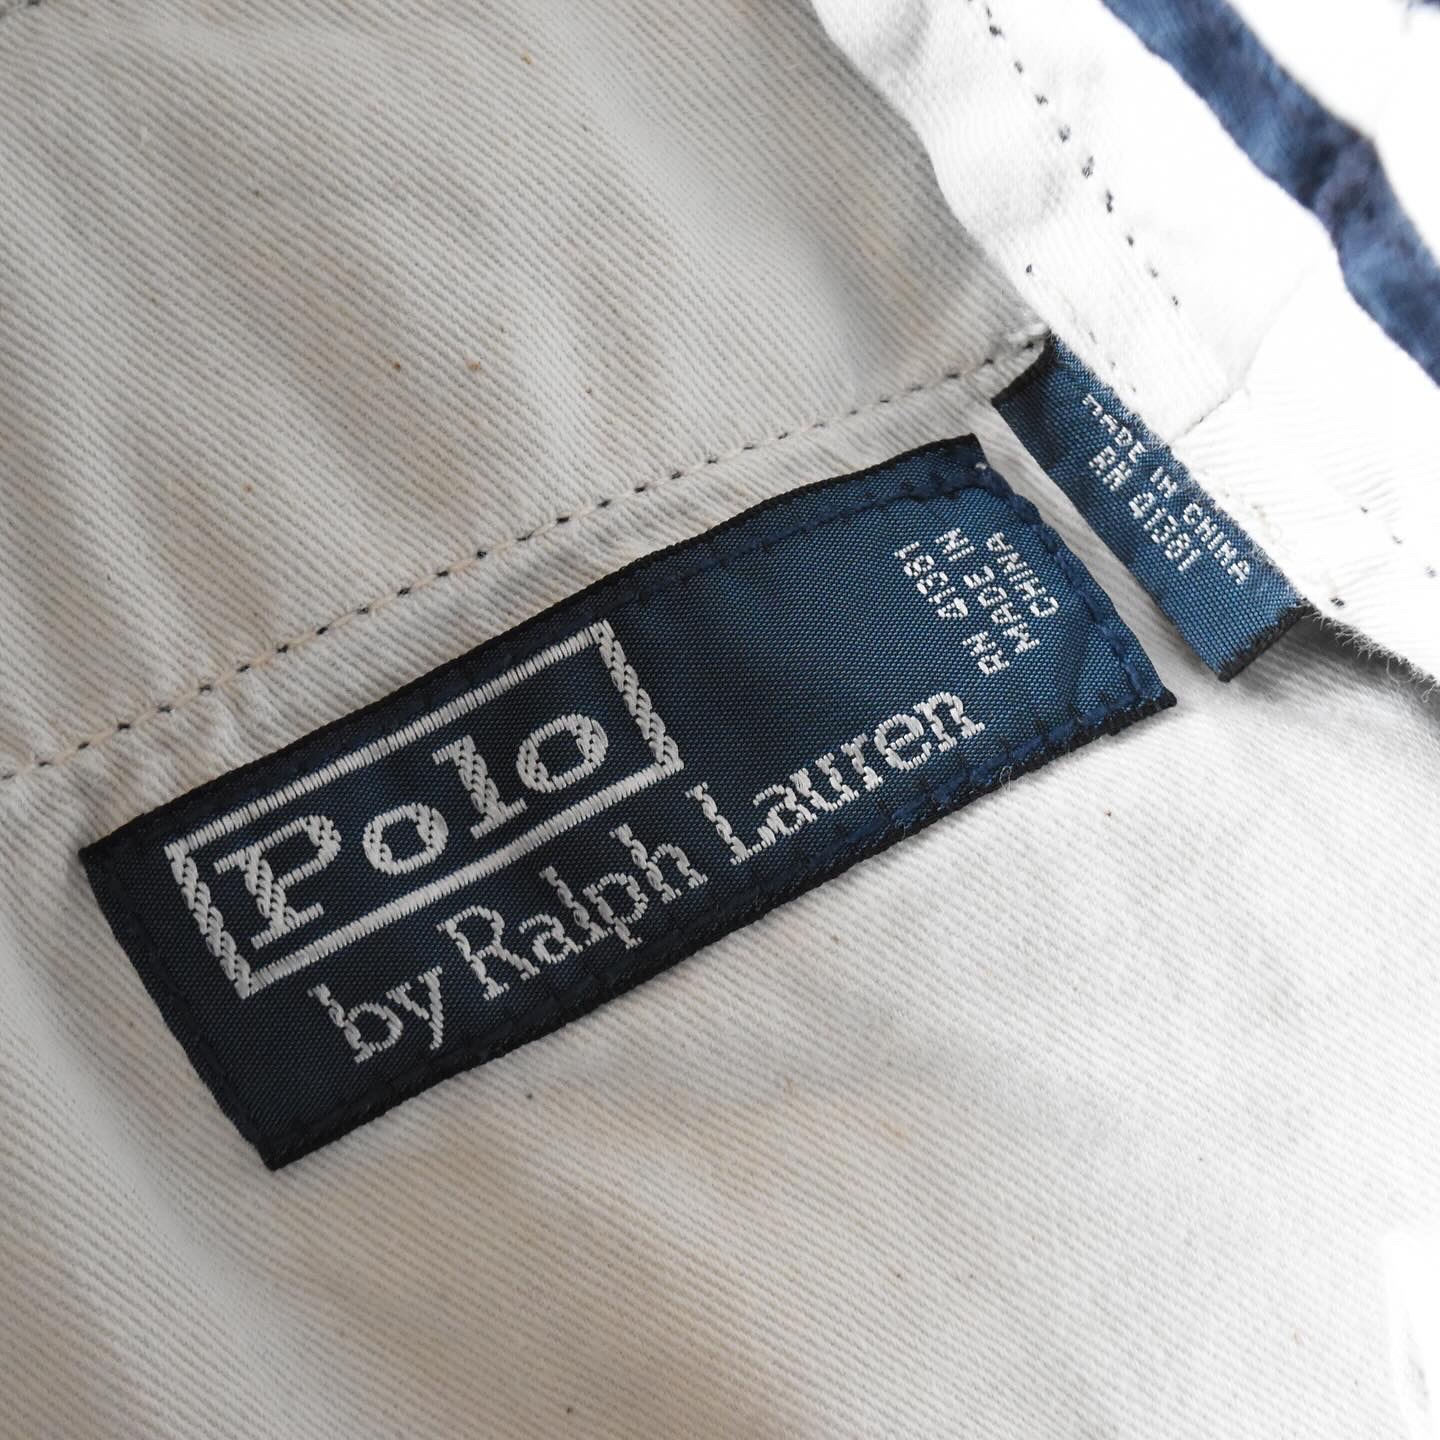 Polo
by Ralph Lauren
RN 41381
MADE IN
CHINA
MADE IN CHINA
RN 41381